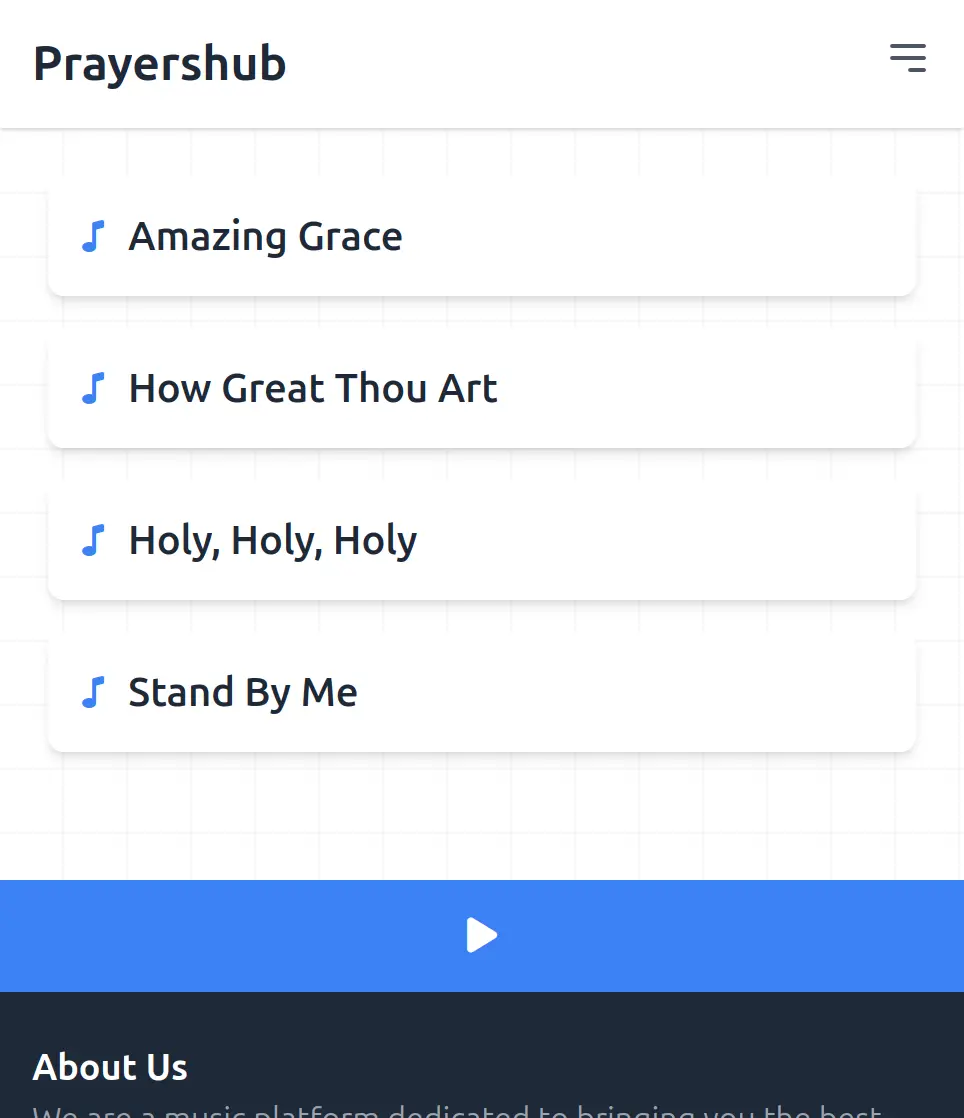 Prayershub
Amazing Grace
How Great Thou Art
Holy, Holy, Holy
Stand By Me
About Us
We are a music platform dedicated to bringing you the best